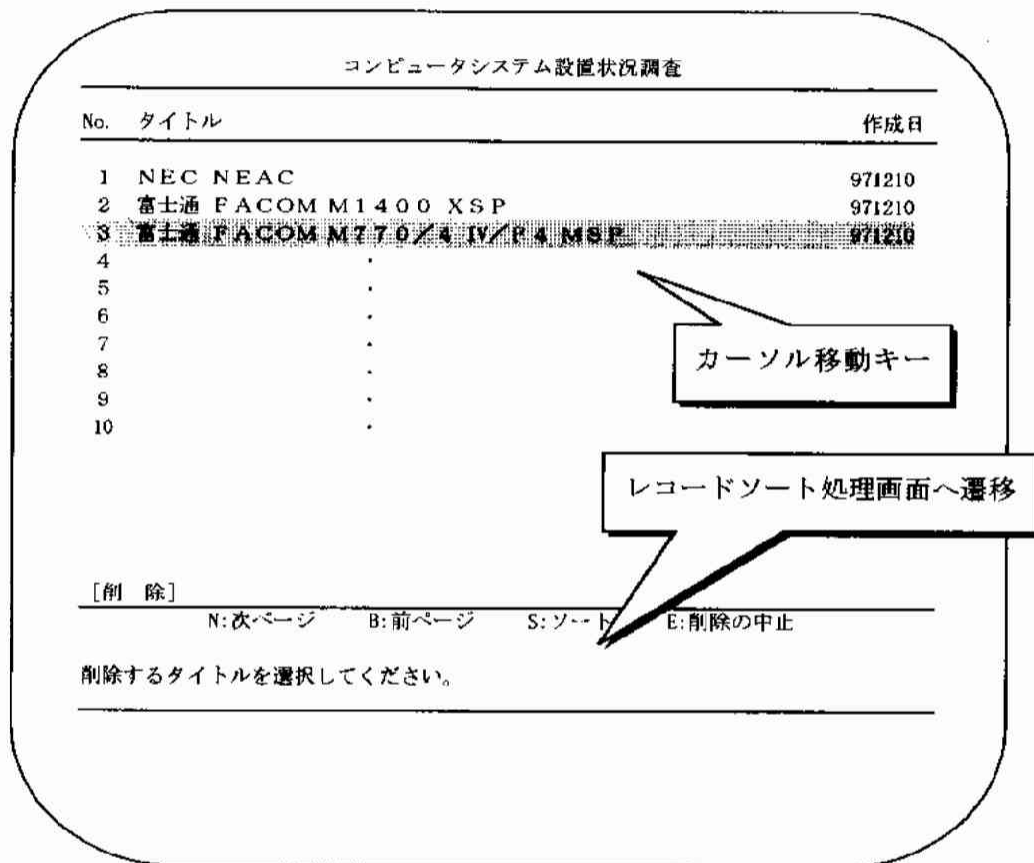 コンピュータシステム設置状況調査
No. タイトル 作成日
1 NEC NEAC 971210
2 富士通 FACOM M1400 XSP 971210
3 富士通 FACOM M770/4 IV/P4 MSP 971210
4 ・
5 ・
6 ・
7 ・
8 ・
9 ・
10 ・
カーソル移動キー
レコードソート処理画面へ遷移
[削 除]
N:次ページ B:前ページ S:ソート E:削除の中止
削除するタイトルを選択してください。